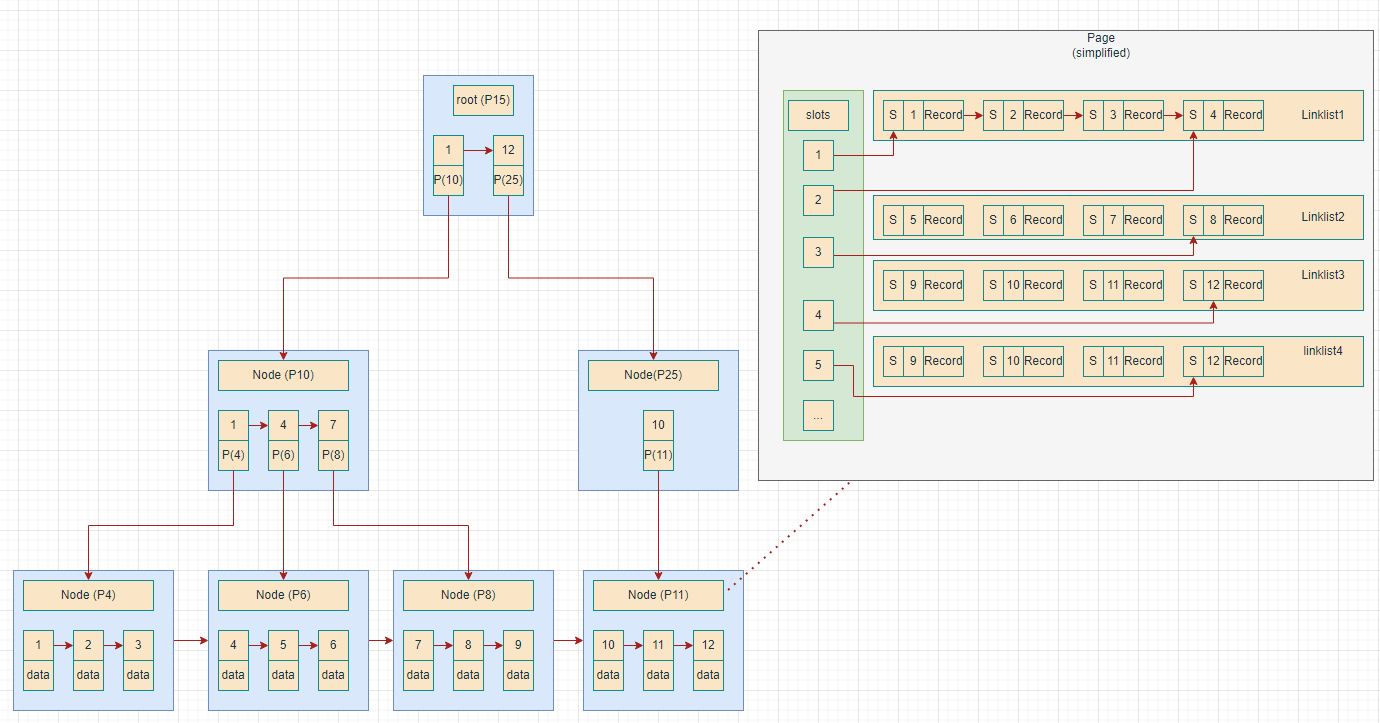 Page
(simplified)
root (P15)
1
12
P(10)
P(25)
slots
1
2
3
4
5
...
S 1 Record
S 2 Record
S 3 Record
S 4 Record
Linklist1
S 5 Record
S 6 Record
S 7 Record
S 8 Record
Linklist2
S 9 Record
S 10 Record
S 11 Record
S 12 Record
Linklist3
S 9 Record
S 10 Record
S 11 Record
S 12 Record
linklist4
Node (P10)
1
4
7
P(4)
P(6)
P(8)
Node(P25)
10
P(11)
Node (P4)
1
2
3
data
data
data
Node (P6)
4
5
6
data
data
data
Node (P8)
7
8
9
data
data
data
Node (P11)
10
11
12
data
data
data